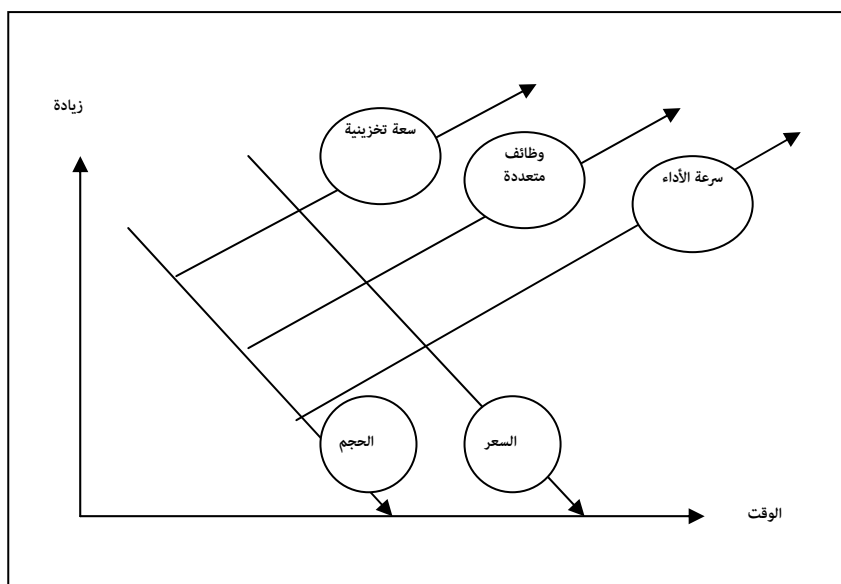 زيادة
سعة تخزينية
وظائف
متعددة
سرعة الأداء
الحجم
السعر
الوقت